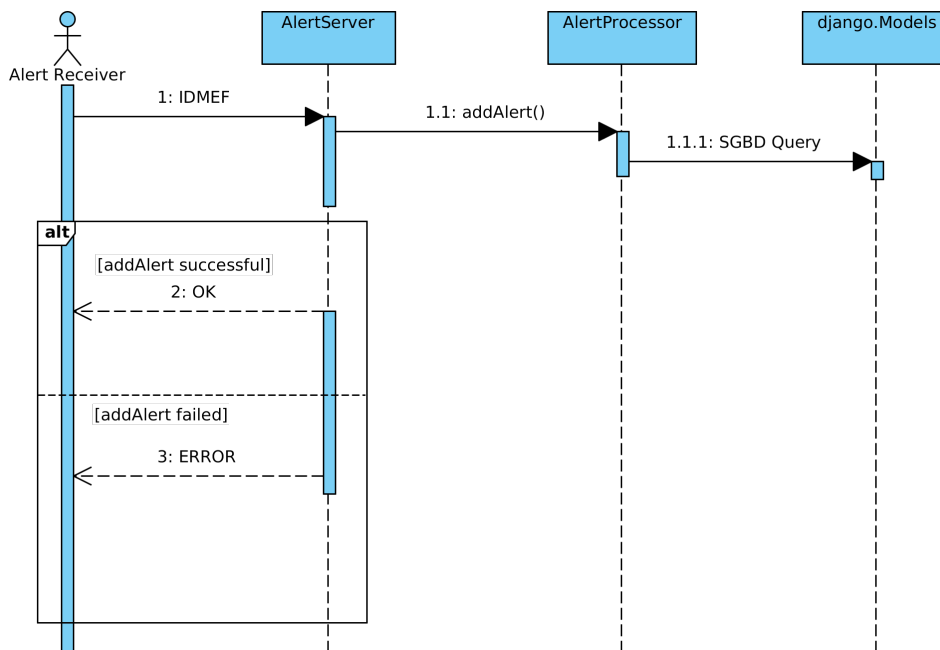 AlertServer
AlertProcessor
django.Models
Alert Receiver
1: IDMEF
1.1: addAlert()
1.1.1: SGBD Query
alt
[addAlert successful]
2: OK
[addAlert failed]
3: ERROR